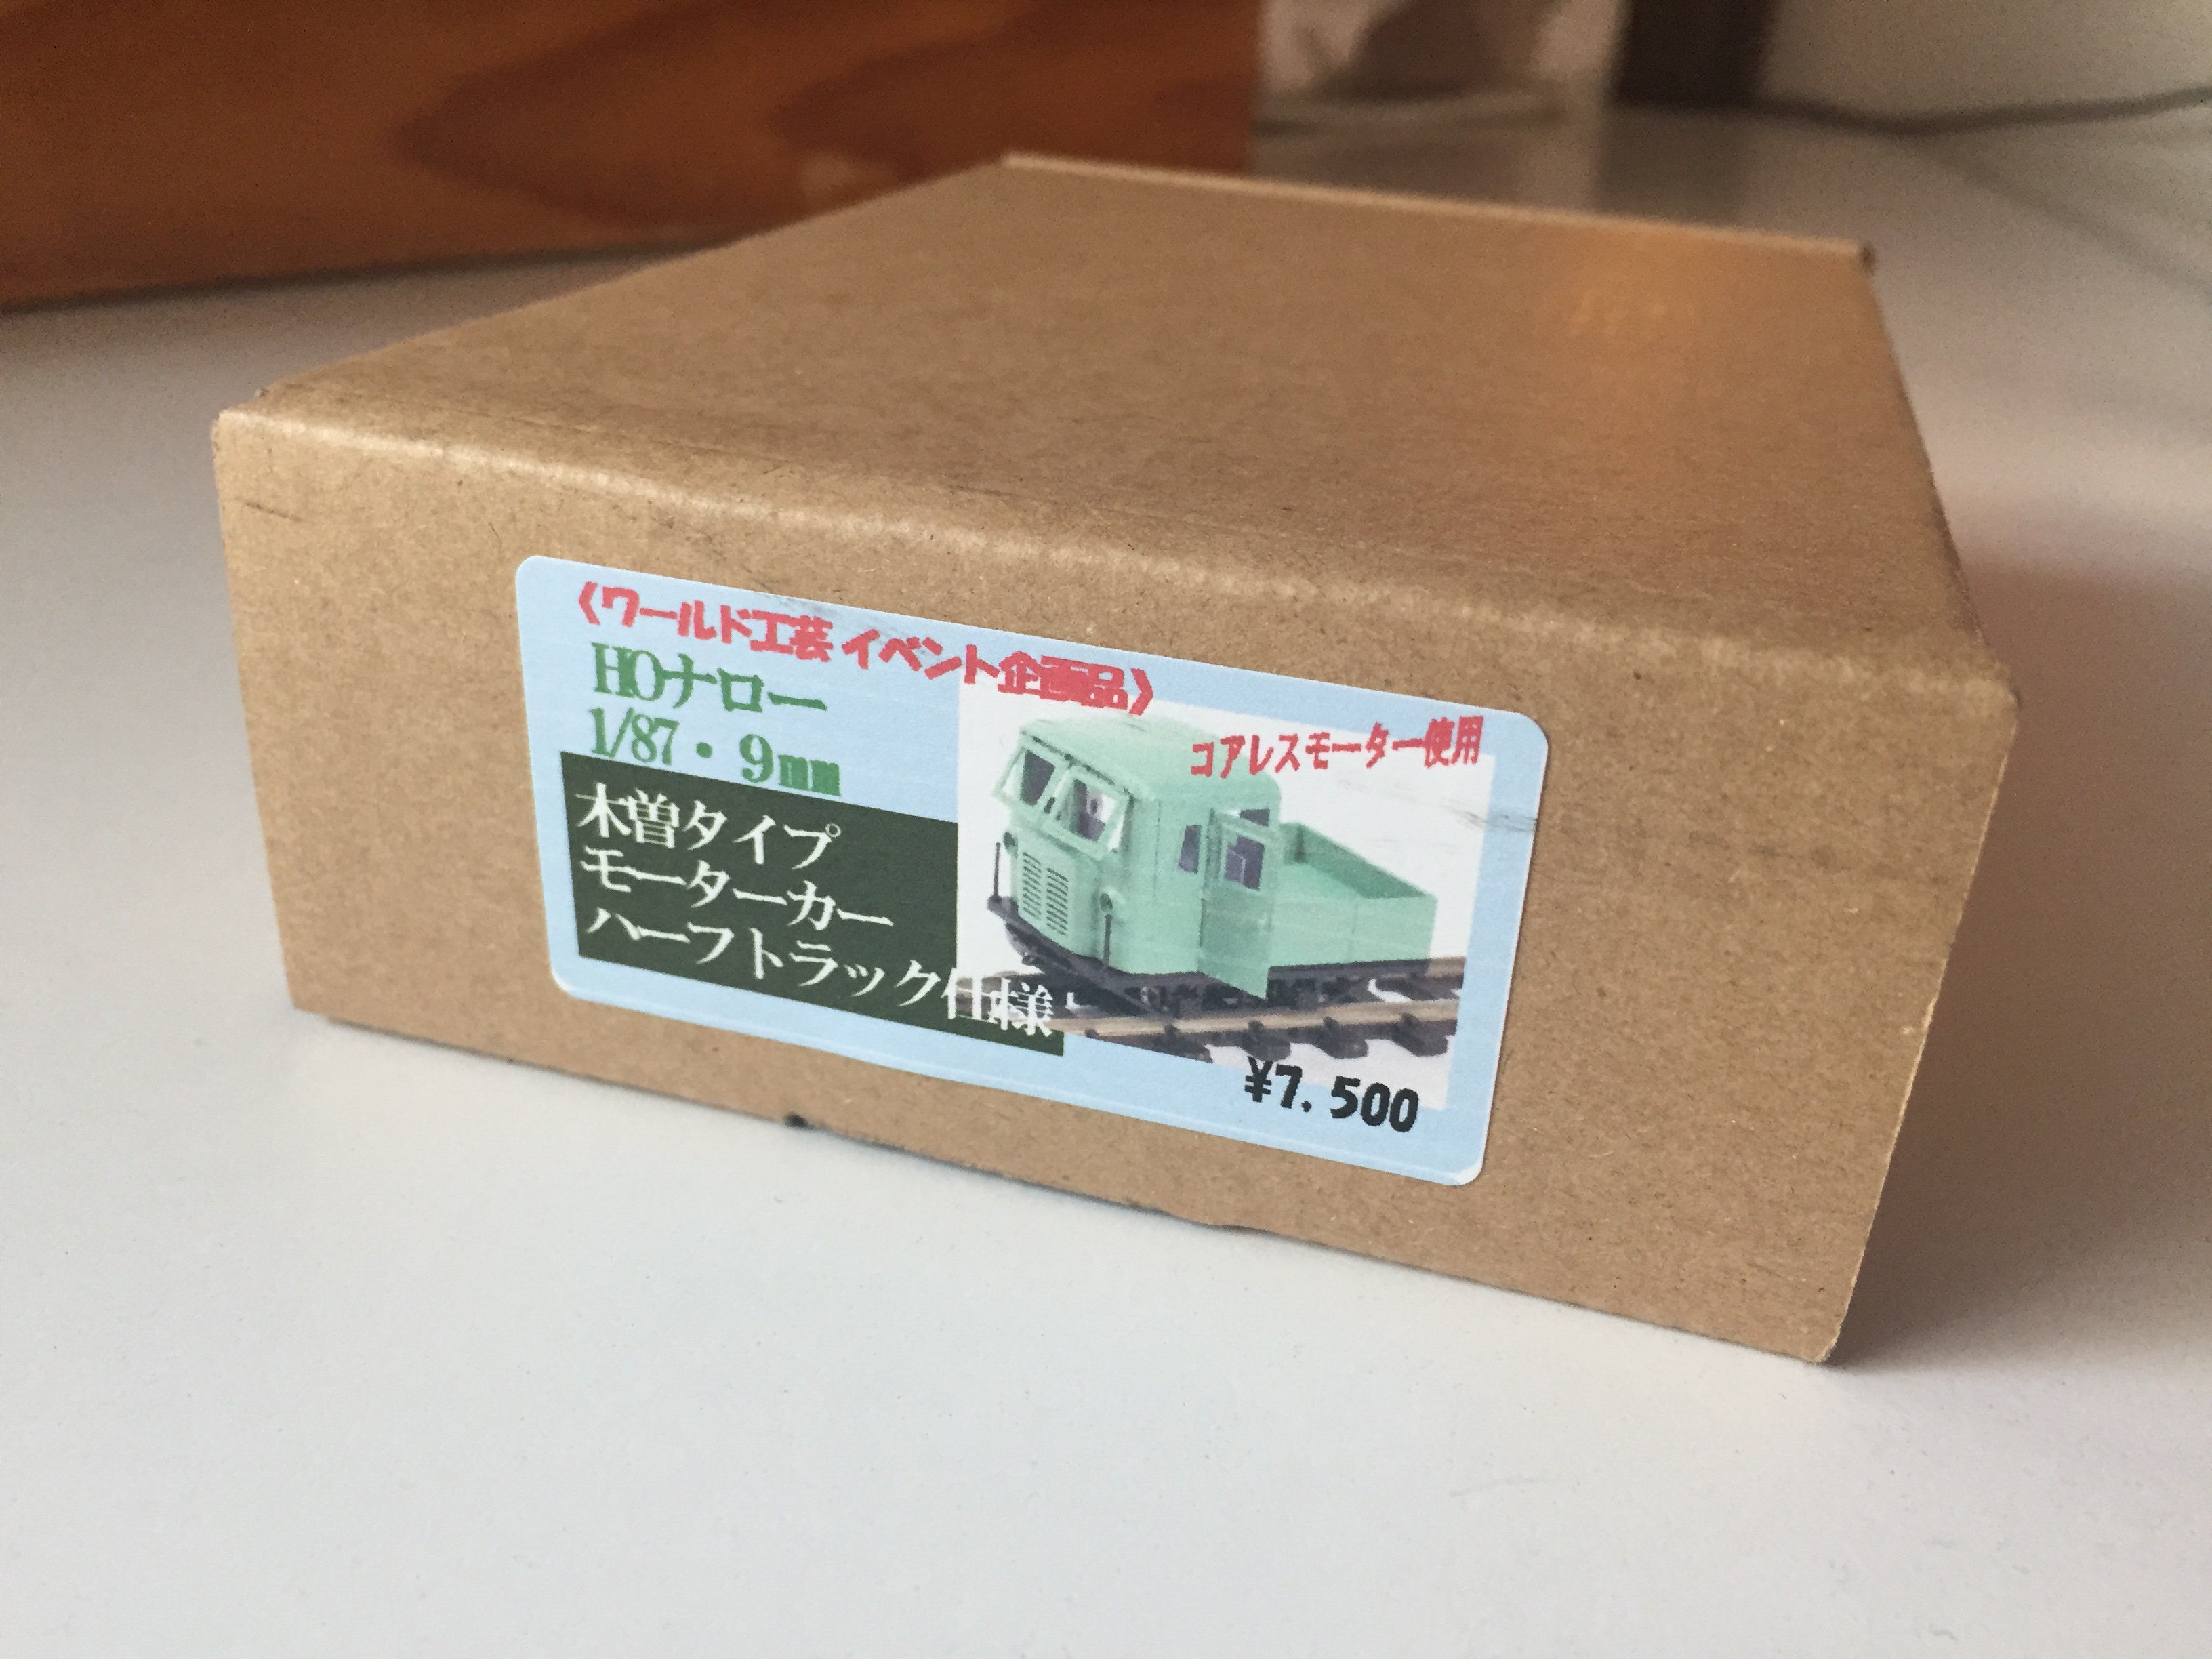 《ワールド工芸 イベント企画品》
HOナロー
1/87・9mm
コアレスモーター使用
木曽タイプ
モーターカー
ハーフトラック仕様
¥7.500